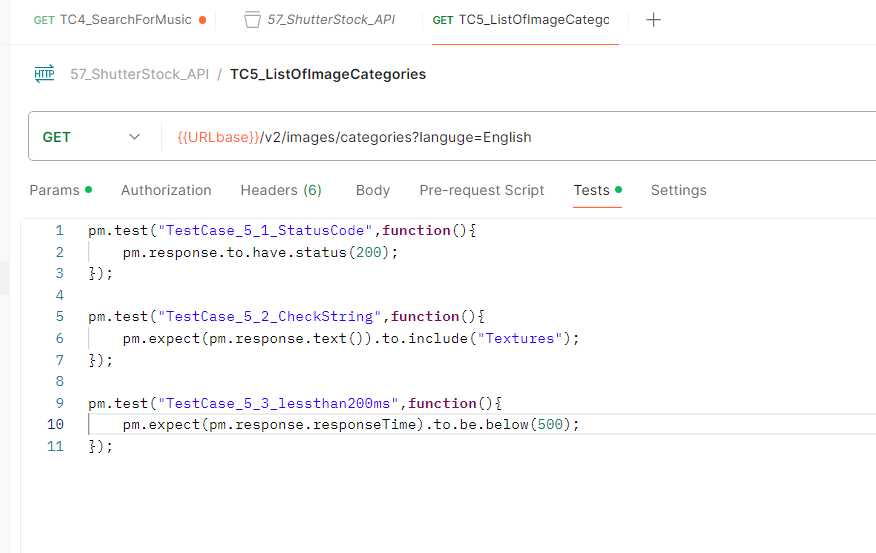 GET TC4_SearchForMusic
57_ShutterStock_API
GET TC5_ListOfImageCatego
HTTP 57_ShutterStock_API / TC5_ListOfImageCategories
GET {{URLbase}}/v2/images/categories?languge=English
Params Authorization Headers (6) Body Pre-request Script Tests Settings
1 pm.test("TestCase_5_1_StatusCode",function(){
2 pm.response.to.have.status(200);
3 });
4
5 pm.test("TestCase_5_2_CheckString",function(){
6 pm.expect(pm.response.text()).to.include("Textures");
7 });
8
9 pm.test("TestCase_5_3_lessthan200ms",function(){
10 pm.expect(pm.response.responseTime).to.be.below(500);
11 });